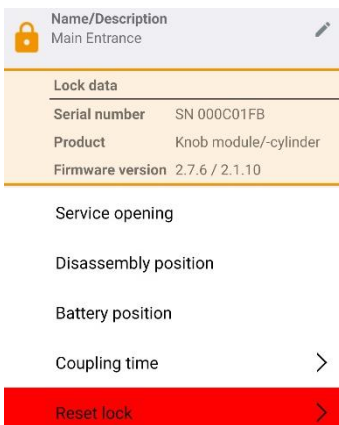 Name/Description
Main Entrance
Lock data
Serial number SN 000C01FB
Product Knob module/-cylinder
Firmware version 2.7.6 / 2.1.10
Service opening
Disassembly position
Battery position
Coupling time
Reset lock